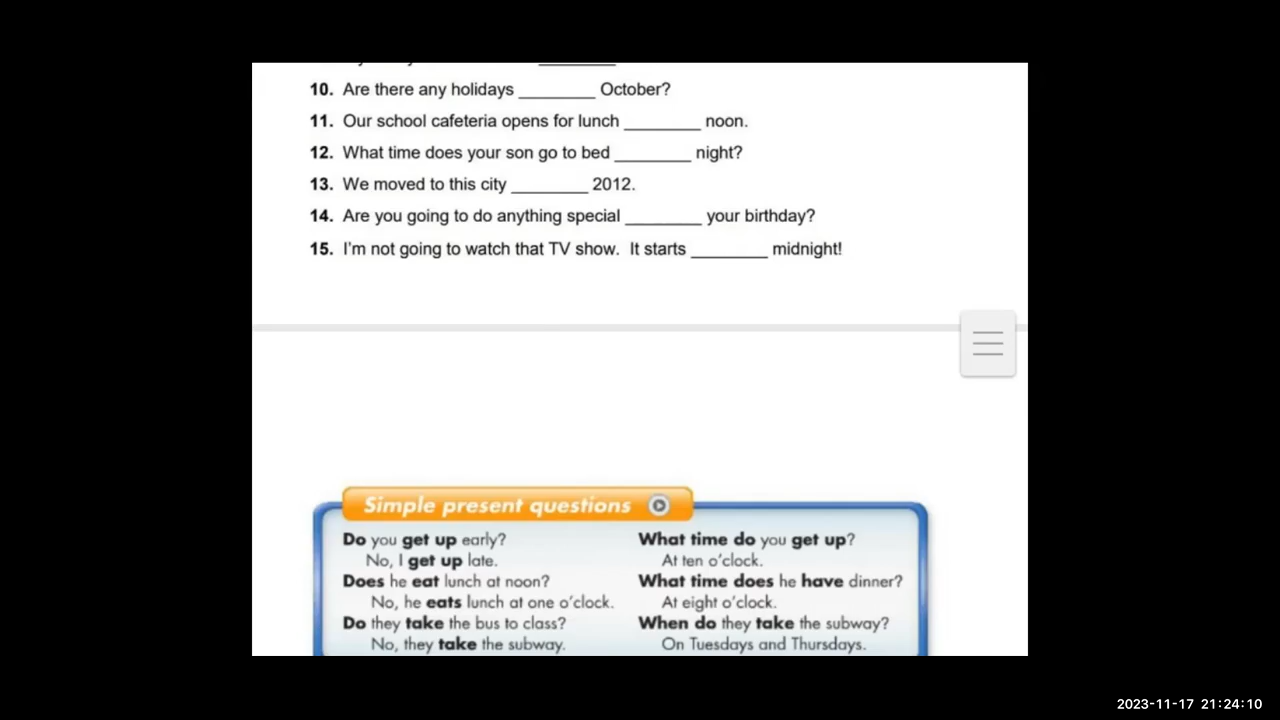 10. Are there any holidays ________ October?
11. Our school cafeteria opens for lunch ________ noon.
12. What time does your son go to bed ________ night?
13. We moved to this city ________ 2012.
14. Are you going to do anything special ________ your birthday?
15. I'm not going to watch that TV show. It starts ________ midnight!
Simple present questions
Do you get up early?
No, I get up late.
Does he eat lunch at noon?
No, he eats lunch at one o'clock.
Do they take the bus to class?
No, they take the subway.
What time do you get up?
At ten o'clock.
What time does he have dinner?
At eight o'clock.
When do they take the subway?
On Tuesdays and Thursdays.
2023-11-17 21:24:10